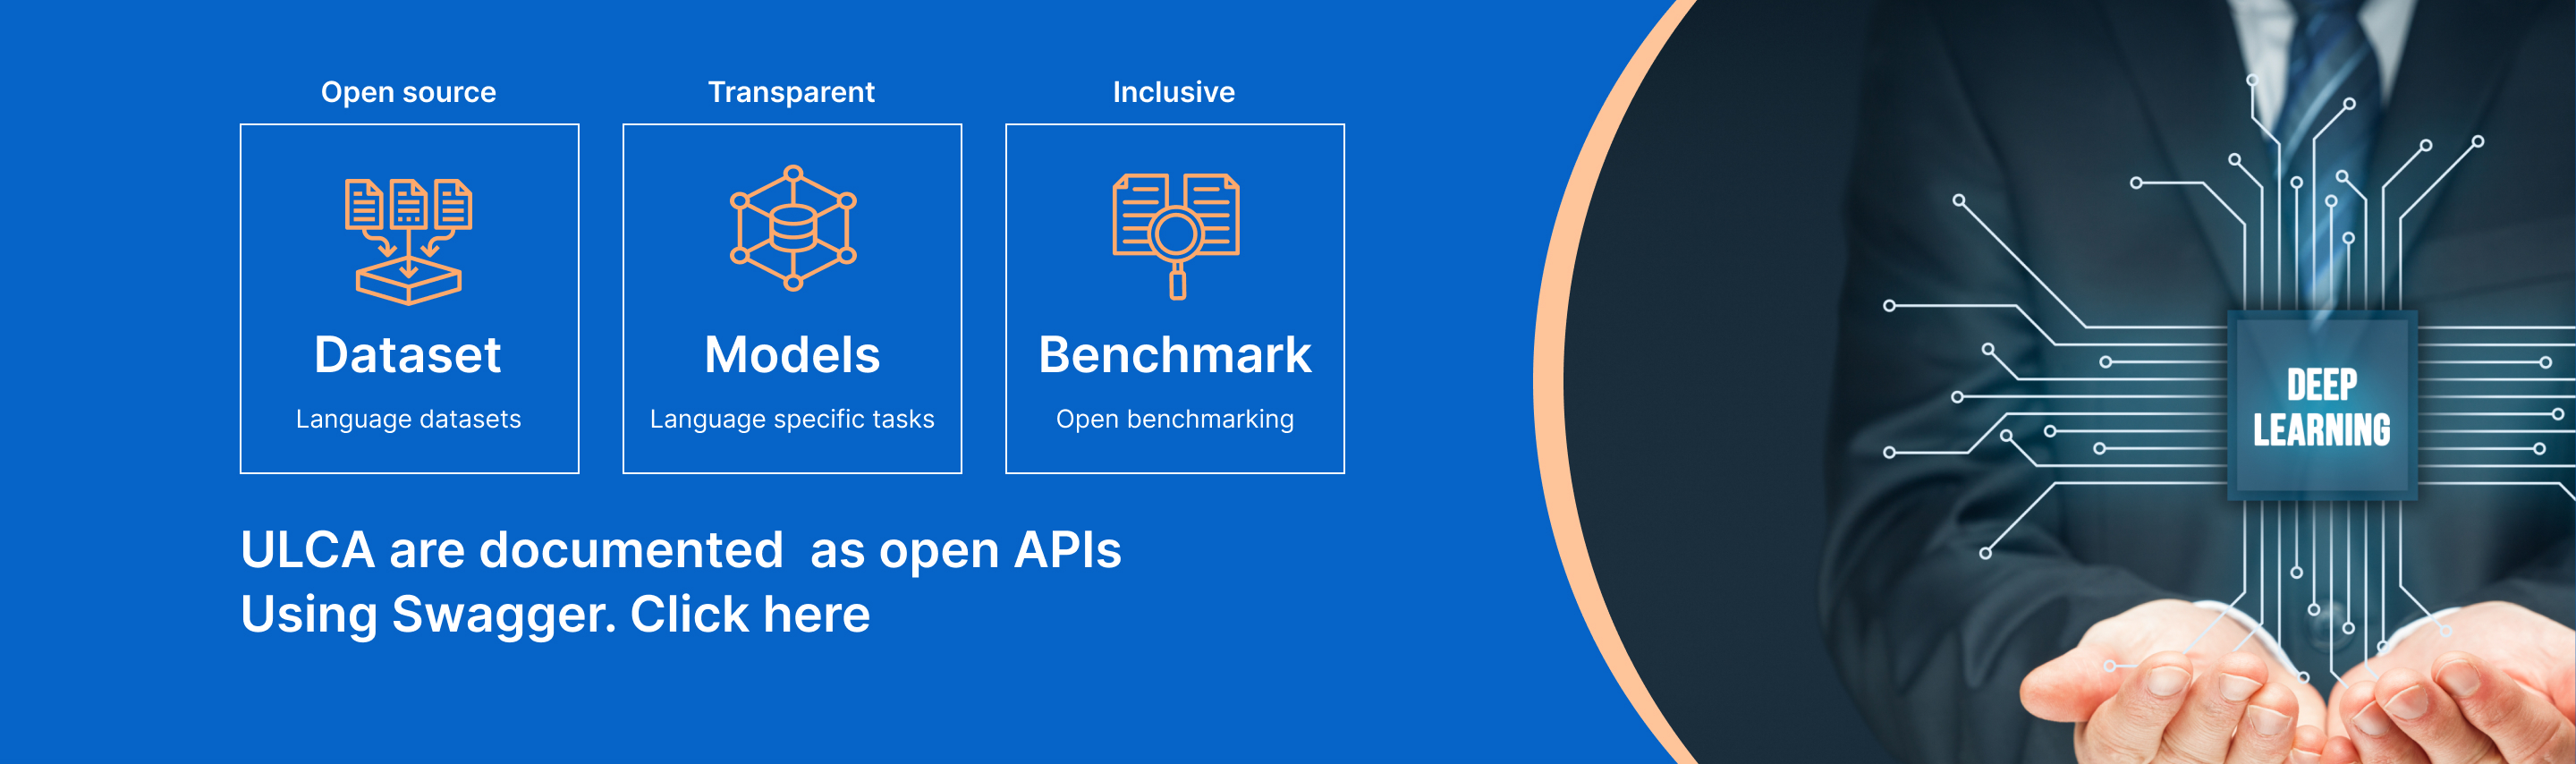 Open source
Transparent
Inclusive
Dataset
Language datasets
Models
Language specific tasks
Benchmark
Open benchmarking
ULCA are documented  as open APIs
Using Swagger. Click here
DEEP
LEARNING